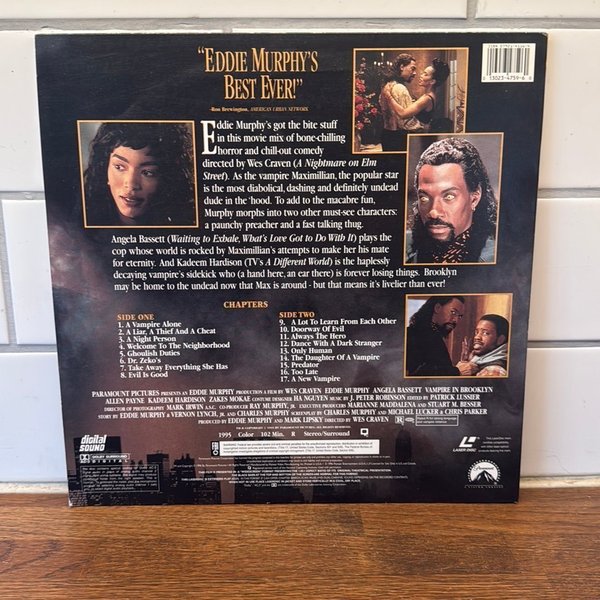 "EDDIE MURPHY'S
BEST EVER!"
-Ron Brewington, AMERICAN URBAN NETWORK
Eddie Murphy's got the bite stuff
in this movie mix of bone-chilling
horror and chill-out comedy
directed by Wes Craven (A Nightmare on Elm
Street). As the vampire Maximillian, the popular star
is the most diabolical, dashing and definitely undead
dude in the 'hood. To add to the macabre fun,
Murphy morphs into two other must-see characters:
a paunchy preacher and a fast talking thug.
Angela Bassett (Waiting to Exhale, What's Love Got to Do With It) plays the
cop whose world is rocked by Maximillian's attempts to make her his mate
for eternity. And Kadeem Hardison (TV's A Different World) is the haplessly
decaying vampire's sidekick who (a hand here, an ear there) is forever losing things. Brooklyn
may be home to the undead now that Max is around - but that means it's livelier than ever!
CHAPTERS
SIDE ONE
1. A Vampire Alone
2. A Liar, A Thief And A Cheat
3. A Night Person
4. Welcome To The Neighborhood
5. Ghoulish Duties
6. Dr. Zeko's
7. Take Away Everything She Has
8. Evil Is Good
SIDE TWO
9. A Lot To Learn From Each Other
10. Doorway Of Evil
11. Always The Hero
12. Dance With A Dark Stranger
13. Only Human
14. The Daughter Of A Vampire
15. Predator
16. Too Late
17. A New Vampire
PARAMOUNT PICTURES PRESENTS AN EDDIE MURPHY PRODUCTION A FILM BY WES CRAVEN EDDIE MURPHY ANGELA BASSETT VAMPIRE IN BROOKLYN
ALLEN PAYNE KADEEM HARDISON ZAKES MOKAE COSTUME DESIGNER HA NGUYEN MUSIC BY J. PETER ROBINSON EDITED BY PATRICK LUSSIER
DIRECTOR OF PHOTOGRAPHY MARK IRWIN CO-PRODUCER RAY MURPHY, JR. EXECUTIVE PRODUCERS MARIANNE MADDALENA AND STUART M. BESSER
STORY BY EDDIE MURPHY & VERNON LYNCH, JR. AND CHARLES MURPHY SCREENPLAY BY CHARLES MURPHY AND MICHAEL LUCKER & CHRIS PARKER
PRODUCED BY EDDIE MURPHY AND MARK LIPSKY DIRECTED BY WES CRAVEN R
1995 Color 102 Min. R Stereo/Surround
digital
SOUND
DOLBY SURROUND
LASER DISC
Paramount